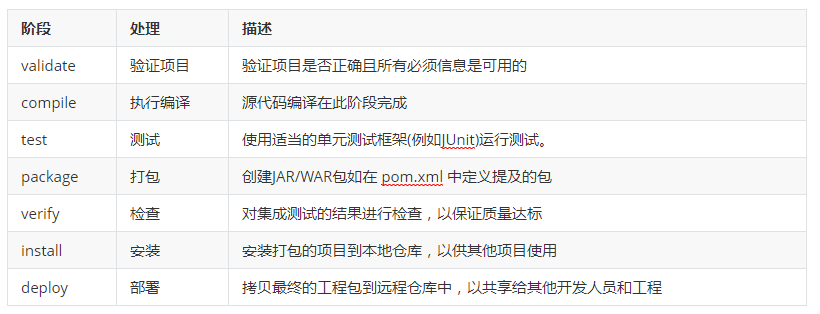 阶段 处理 描述
validate 验证项目 验证项目是否正确且所有必须信息是可用的
compile 执行编译 源代码编译在此阶段完成
test 测试 使用适当的单元测试框架(例如JUnit)运行测试。
package 打包 创建JAR/WAR包如在 pom.xml 中定义提及的包
verify 检查 对集成测试的结果进行检查，以保证质量达标
install 安装 安装打包的项目到本地仓库，以供其他项目使用
deploy 部署 拷贝最终的工程包到远程仓库中，以共享给其他开发人员和工程